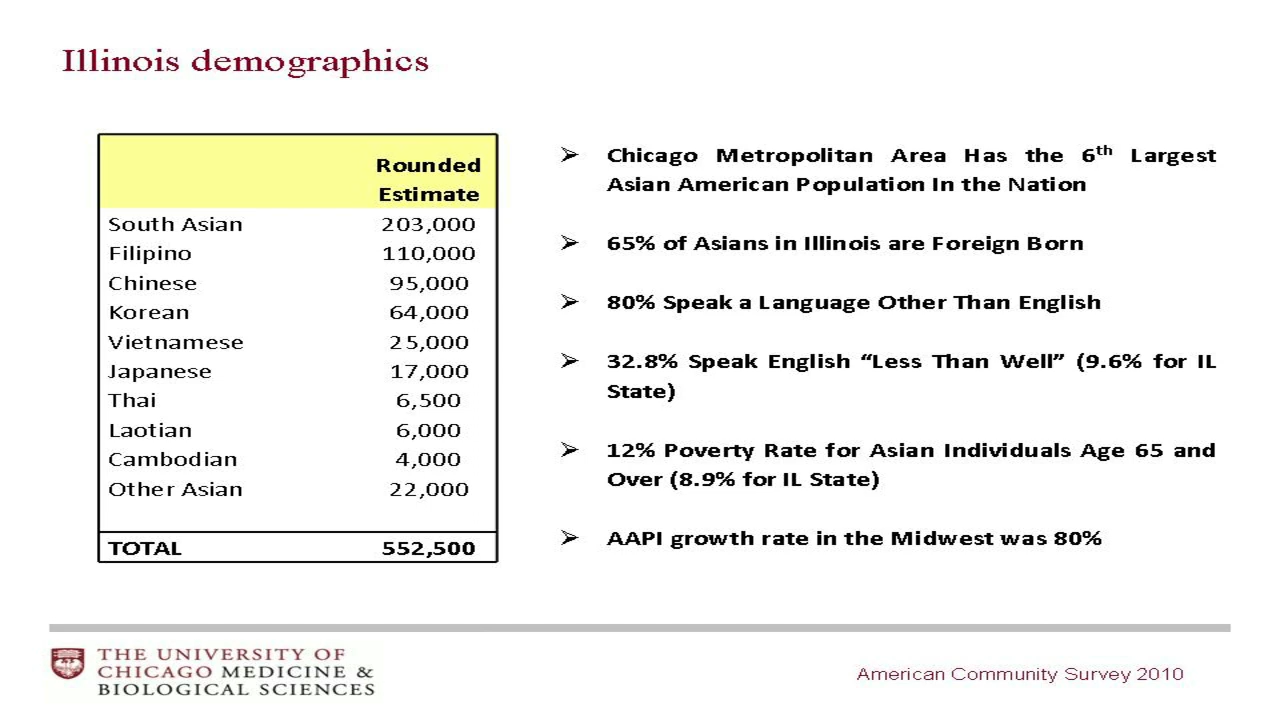 Illinois demographics
Rounded
Estimate
South Asian 203,000
Filipino 110,000
Chinese 95,000
Korean 64,000
Vietnamese 25,000
Japanese 17,000
Thai 6,500
Laotian 6,000
Cambodian 4,000
Other Asian 22,000
TOTAL 552,500
➢ Chicago Metropolitan Area Has the 6th Largest
Asian American Population In the Nation
➢ 65% of Asians in Illinois are Foreign Born
➢ 80% Speak a Language Other Than English
➢ 32.8% Speak English “Less Than Well” (9.6% for IL
State)
➢ 12% Poverty Rate for Asian Individuals Age 65 and
Over (8.9% for IL State)
➢ AAPI growth rate in the Midwest was 80%
THE UNIVERSITY OF
CHICAGO MEDICINE &
BIOLOGICAL SCIENCES
American Community Survey 2010